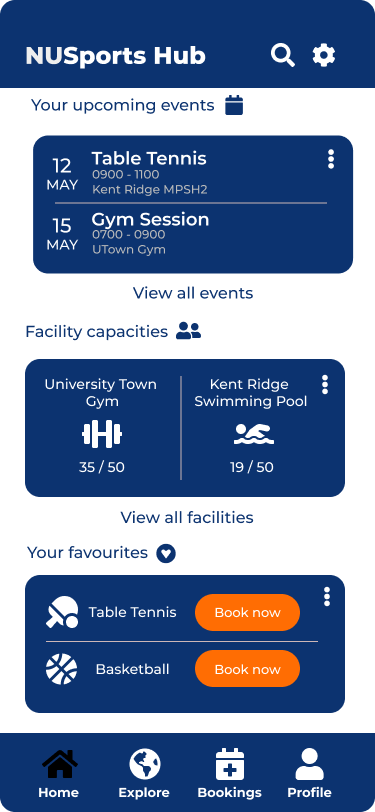 NUSports Hub
Your upcoming events
12
MAY
Table Tennis
0900 - 1100
Kent Ridge MPSH2
15
MAY
Gym Session
0700 - 0900
UTown Gym
View all events
Facility capacities
University Town
Gym
35 / 50
Kent Ridge
Swimming Pool
19 / 50
View all facilities
Your favourites
Table Tennis
Book now
Basketball
Book now
Home
Explore
Bookings
Profile